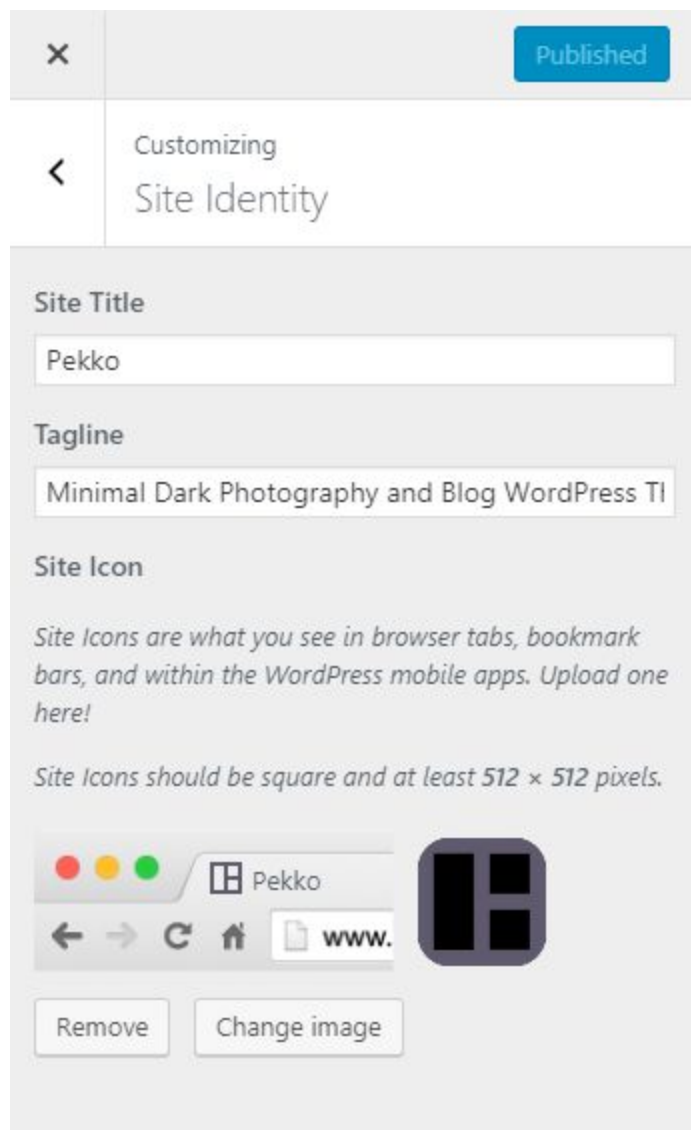 Published
Customizing
Site Identity
Site Title
Pekko
Tagline
Minimal Dark Photography and Blog WordPress
Site Icon
Site Icons are what you see in browser tabs, bookmark
bars, and within the WordPress mobile apps. Upload one
here!
Site Icons should be square and at least 512 × 512 pixels.
Pekko
www.
Remove
Change image